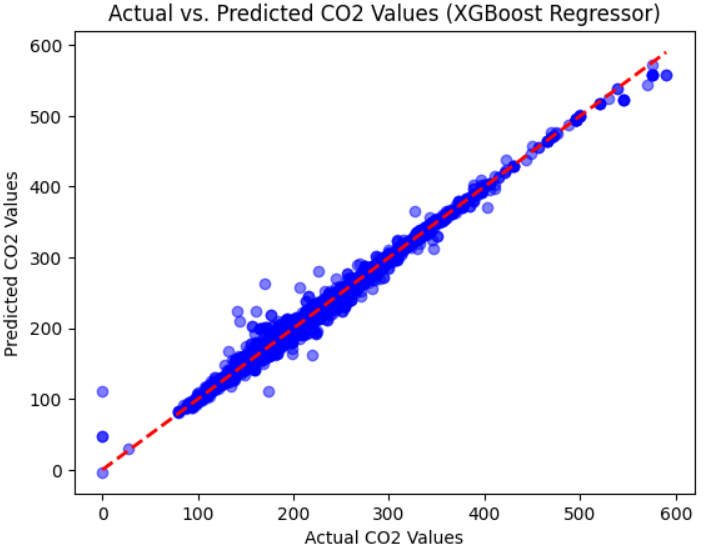 Actual vs. Predicted CO2 Values (XGBoost Regressor)
Predicted CO2 Values
600
500
400
300
200
100
0
0 100 200 300 400 500 600
Actual CO2 Values